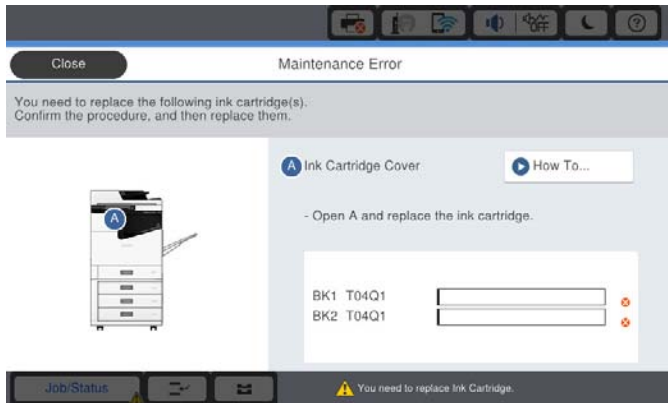 OFF
Close
Maintenance Error
You need to replace the following ink cartridge(s).
Confirm the procedure, and then replace them.
A Ink Cartridge Cover
How To...
A
- Open A and replace the ink cartridge.
BK1 T04Q1
BK2 T04Q1
Job/Status
You need to replace Ink Cartridge.